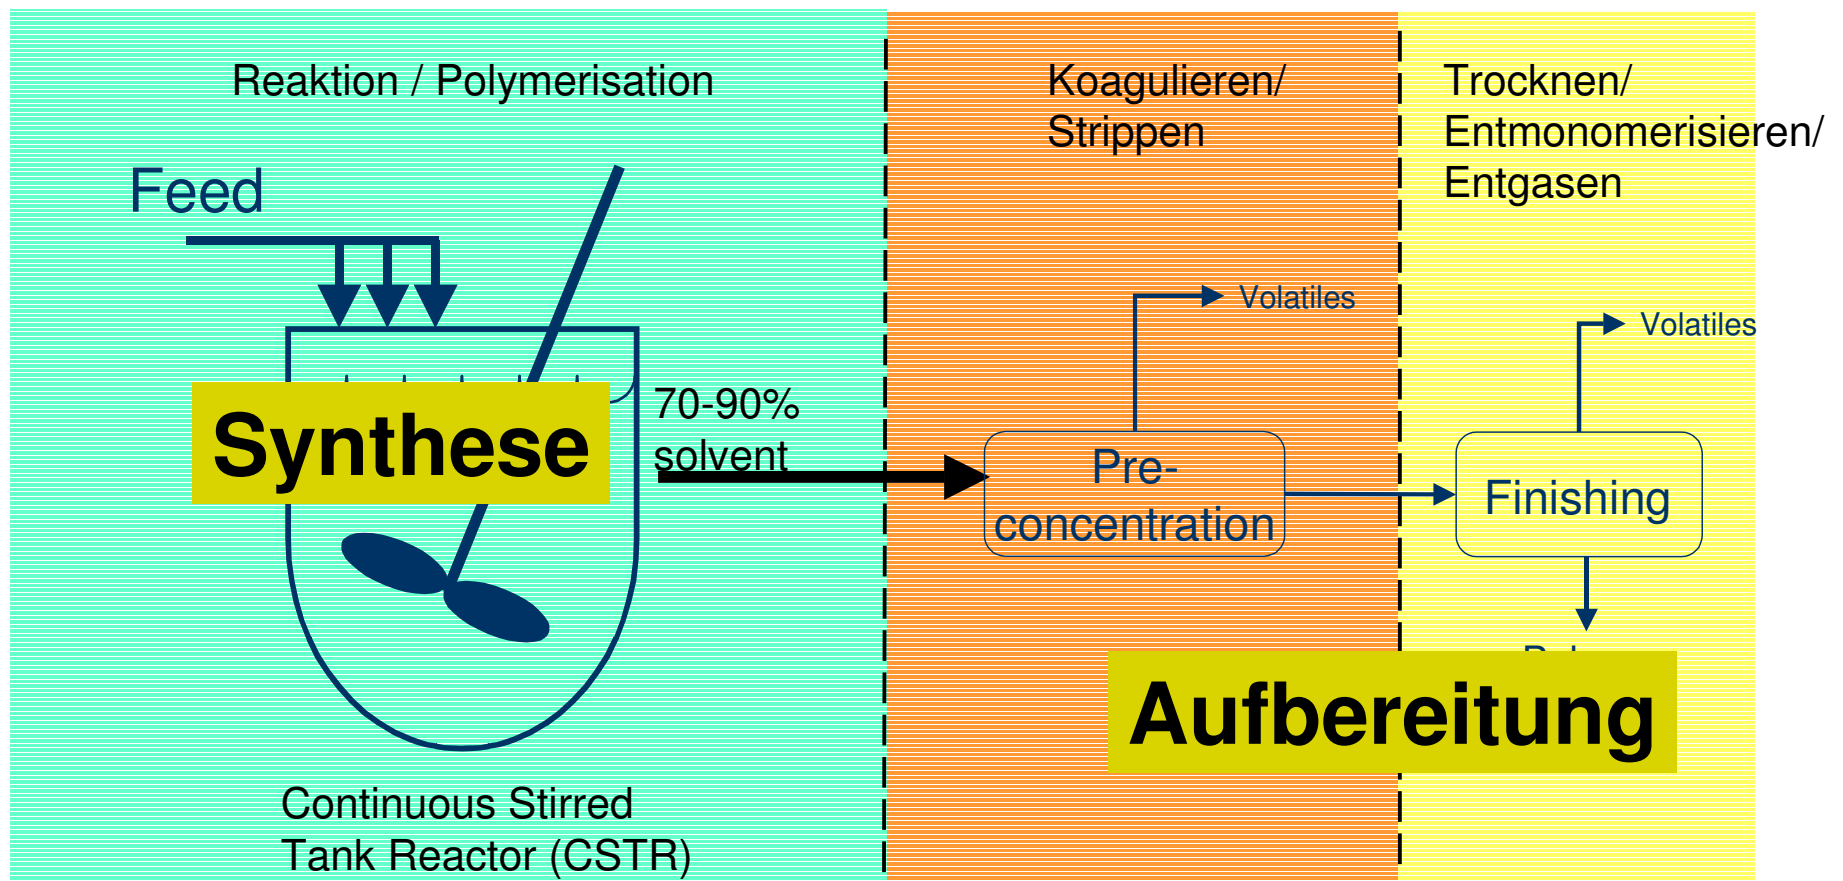 Reaktion / Polymerisation
Koagulieren/
Strippen
Trocknen/
Entmonomerisieren/
Entgasen
Feed
Volatiles
Volatiles
70-90%
solvent
Synthese
Pre-
concentration
Finishing
Aufbereitung
Continuous Stirred
Tank Reactor (CSTR)